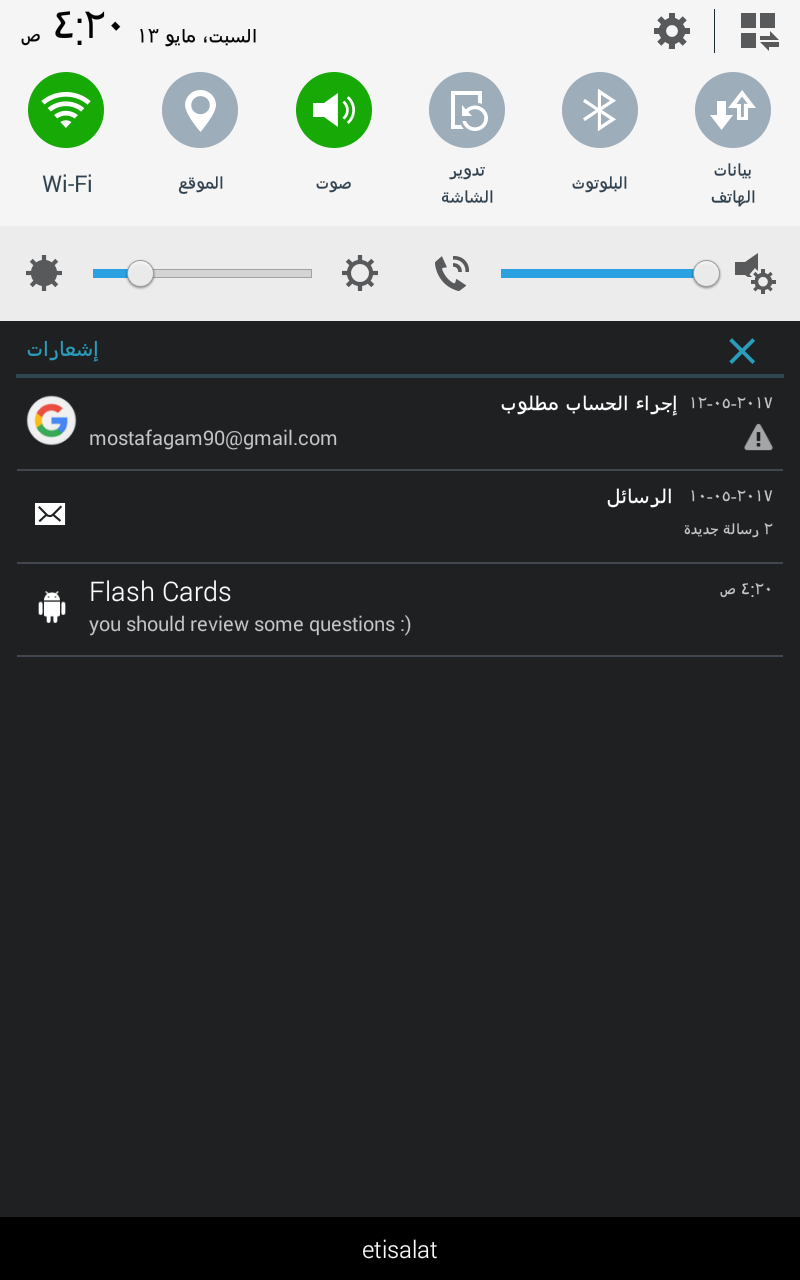 ٤:٢٠ ص السبت، مايو ١٣
Wi-Fi
الموقع
صوت
تدوير
الشاشة
البلوتوث
بيانات
الهاتف
إشعارات
إجراء الحساب مطلوب ١٢-٠٥-٢٠١٧
mostafagam90@gmail.com
الرسائل ١٠-٠٥-٢٠١٧
٢ رسالة جديدة
Flash Cards ٤:٢٠ ص
you should review some questions :)
etisalat